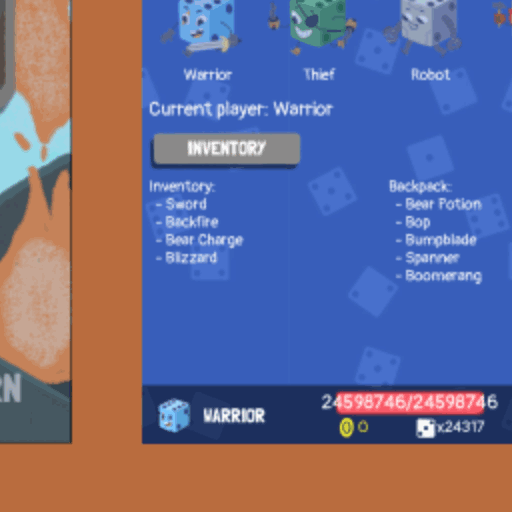 Warrior Thief Robot
Current player: Warrior
INVENTORY
Inventory:
- Sword
- Backfire
- Bear Charge
- Blizzard
Backpack:
- Bear Potion
- Bop
- Bumpblade
- Spanner
- Boomerang
RN
WARRIOR
24598746/24598746
0
x24317